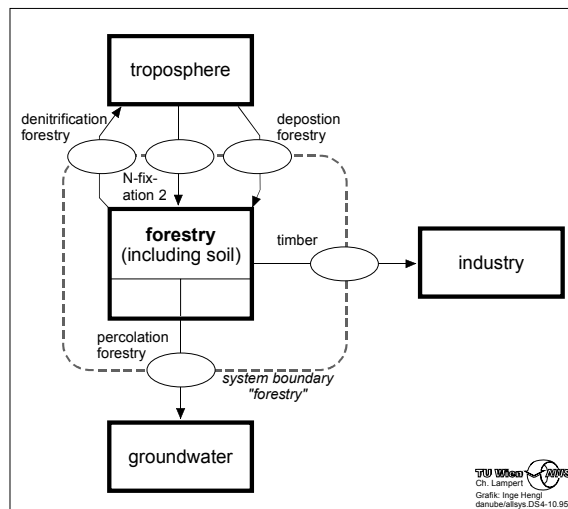 troposphere
denitrification
forestry
depostion
forestry
N-fix-
ation 2
forestry
(including soil)
timber
industry
percolation
forestry
system boundary
"forestry"
groundwater
TU Wien
AWS
Ch. Lampert
Grafik: Inge Hengl
danube/allsys.DS4-10.95